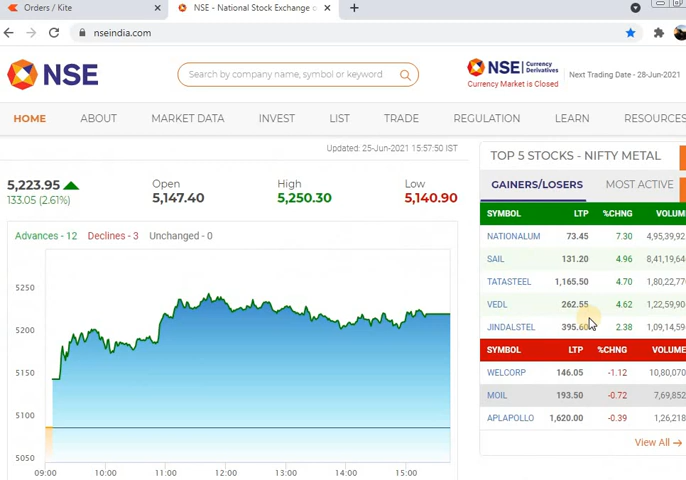 Orders / Kite
NSE - National Stock Exchange o
nseindia.com
NSE
Search by company name, symbol or keyword
NSE Currency Derivatives
Currency Market is Closed
Next Trading Date - 28-Jun-2021
HOME ABOUT MARKET DATA INVEST LIST TRADE REGULATION LEARN RESOURCES
Updated: 25-Jun-2021 15:57:50 IST
5,223.95
133.05 (2.61%)
Open
5,147.40
High
5,250.30
Low
5,140.90
Advances - 12 Declines - 3 Unchanged - 0
5250
5200
5150
5100
5050
09:00 10:00 11:00 12:00 13:00 14:00 15:00
TOP 5 STOCKS - NIFTY METAL
GAINERS/LOSERS MOST ACTIVE
SYMBOL LTP %CHNG VOLUM
NATIONALUM 73.45 7.30 4,95,39,92
SAIL 131.20 4.96 8,41,19,64
TATASTEEL 1,165.50 4.70 1,80,22,77
VEDL 262.55 4.62 1,22,59,90
JINDALSTEL 395.60 2.38 1,09,14,59
SYMBOL LTP %CHNG VOLUM
WELCORP 146.05 -1.12 10,80,070
MOIL 193.50 -0.72 7,69,852
APLAPOLLO 1,620.00 -0.39 1,26,218
View All